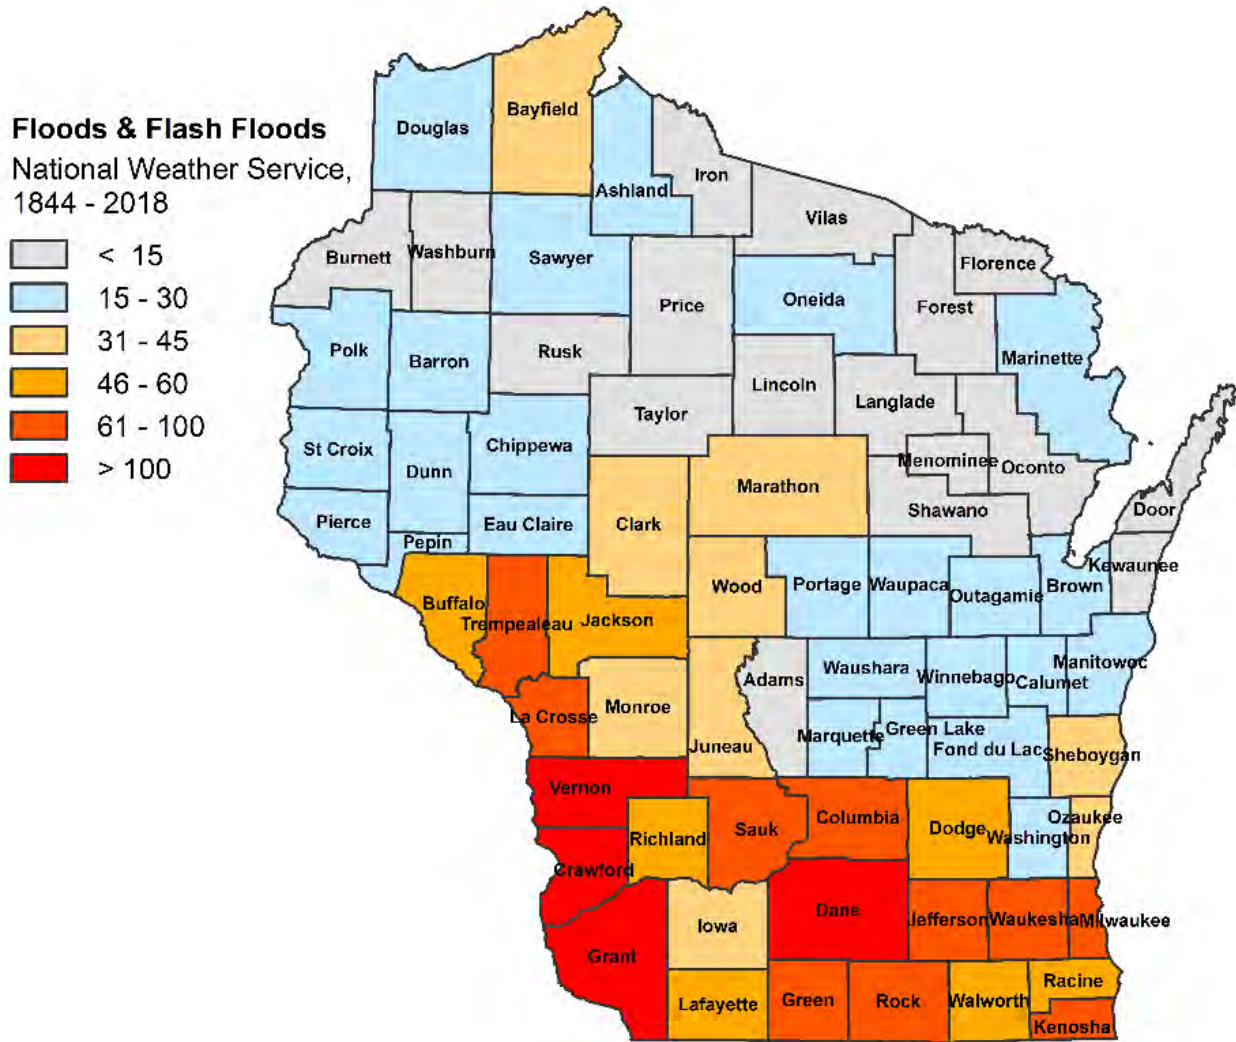 Floods & Flash Floods
National Weather Service,
1844 - 2018
< 15
15 - 30
31 - 45
46 - 60
61 - 100
> 100
Bayfield
Douglas
Iron
Ashland
Vilas
Burnett
Washburn
Sawyer
Florence
Oneida
Price
Forest
Polk
Barron
Rusk
Marinette
Lincoln
Langlade
Taylor
St Croix
Chippewa
Dunn
Menominee
Oconto
Marathon
Shawano
Door
Pierce
Eau Claire
Clark
Pepin
Kewaunee
Wood
Portage
Waupaca
Outagamie
Brown
Buffalo
Trempealeau
Jackson
Manitowoc
Waushara
Winnebago
Calumet
Adams
La Crosse
Monroe
Juneau
Marquette
Green Lake
Fond du Lac
Sheboygan
Vernon
Columbia
Ozaukee
Richland
Sauk
Dodge
Washington
Crawford
Dane
Jefferson
Waukesha
Milwaukee
Iowa
Grant
Racine
Lafayette
Green
Rock
Walworth
Kenosha